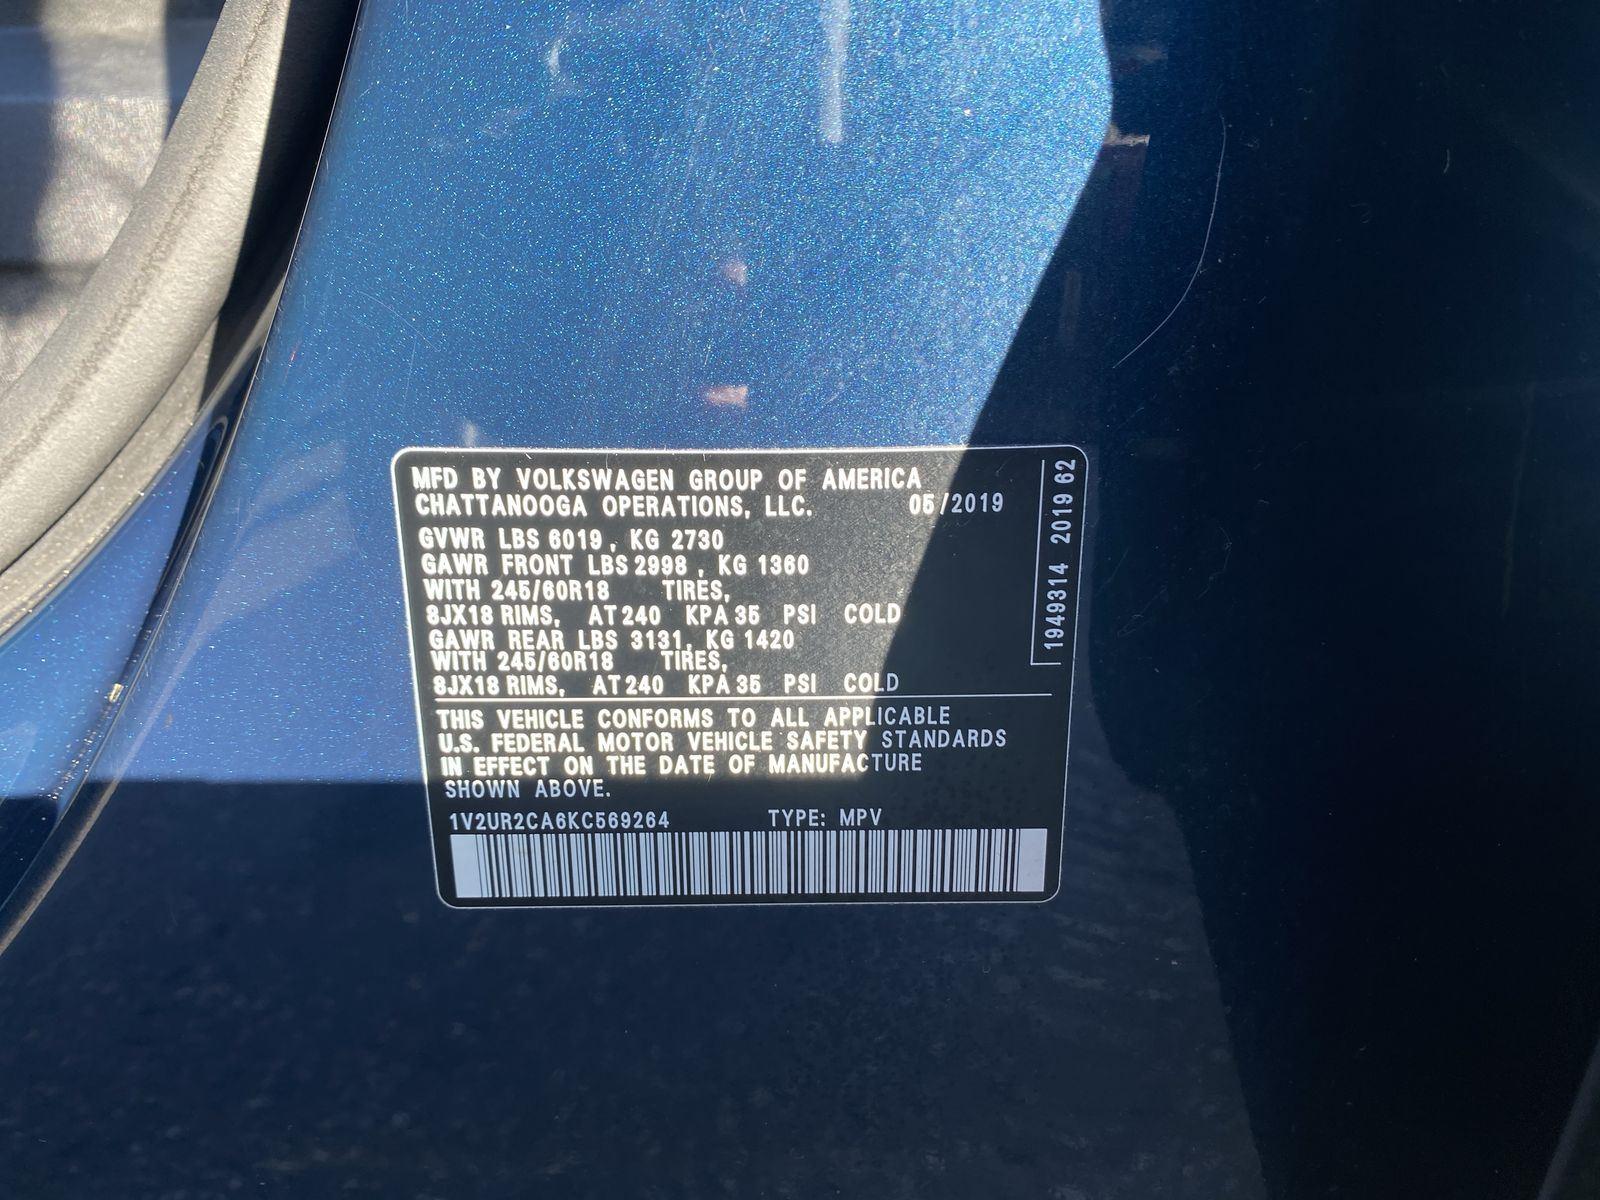 MFD BY VOLKSWAGEN GROUP OF AMERICA
CHATTANOOGA OPERATIONS, LLC. 05/2019
GVWR LBS 6019, KG 2730
GAWR FRONT LBS 2998, KG 1360
WITH 245/60R18 TIRES,
8JX18 RIMS, AT 240 KPA 35 PSI COLD
GAWR REAR LBS 3131, KG 1420
WITH 245/60R18 TIRES,
8JX18 RIMS, AT 240 KPA 35 PSI COLD
THIS VEHICLE CONFORMS TO ALL APPLICABLE
U.S. FEDERAL MOTOR VEHICLE SAFETY STANDARDS
IN EFFECT ON THE DATE OF MANUFACTURE
SHOWN ABOVE.
1V2UR2CA6KC569264 TYPE: MPV
1949314 2019 62